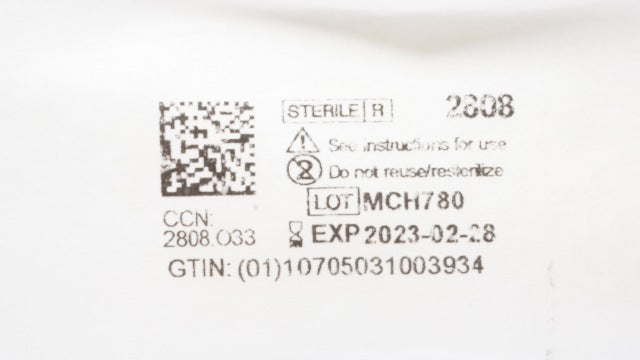 STERILE R 2808
See instructions for use
Do not reuse/resterilize
LOT MCH780
CCN:
2808.O33
EXP 2023-02-28
GTIN: (01)10705031003934